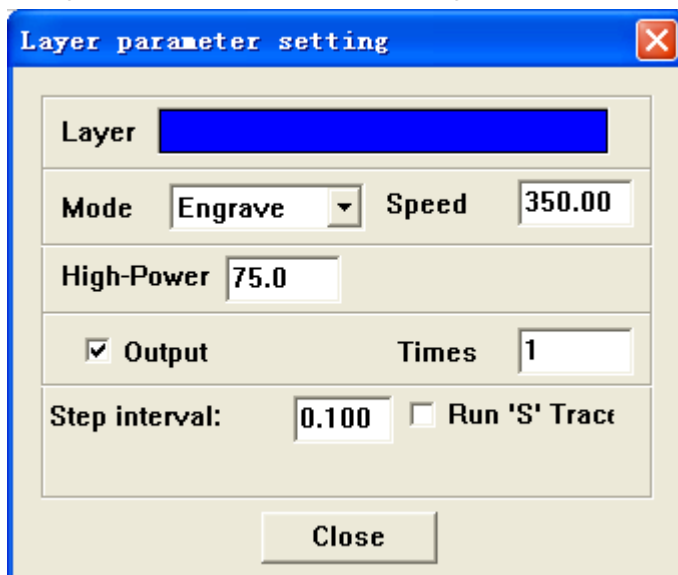 Layer parameter setting
Layer
Mode Engrave Speed 350.00
High-Power 75.0
Output Times 1
Step interval: 0.100 Run 'S' Trace
Close